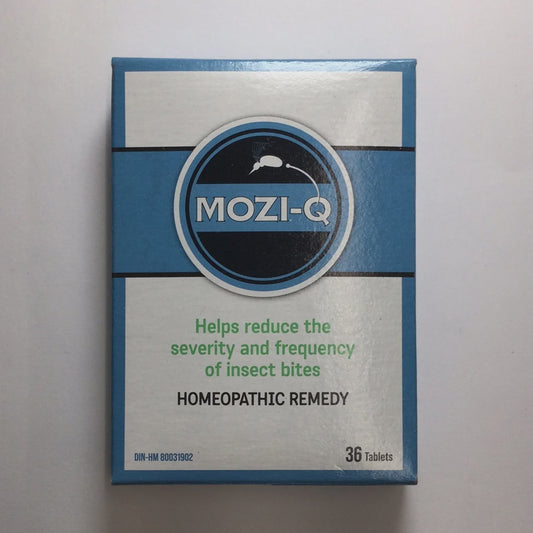 MOZI-Q
Helps reduce the
severity and frequency
of insect bites
HOMEOPATHIC REMEDY
DIN-HM 80031902
36 Tablets